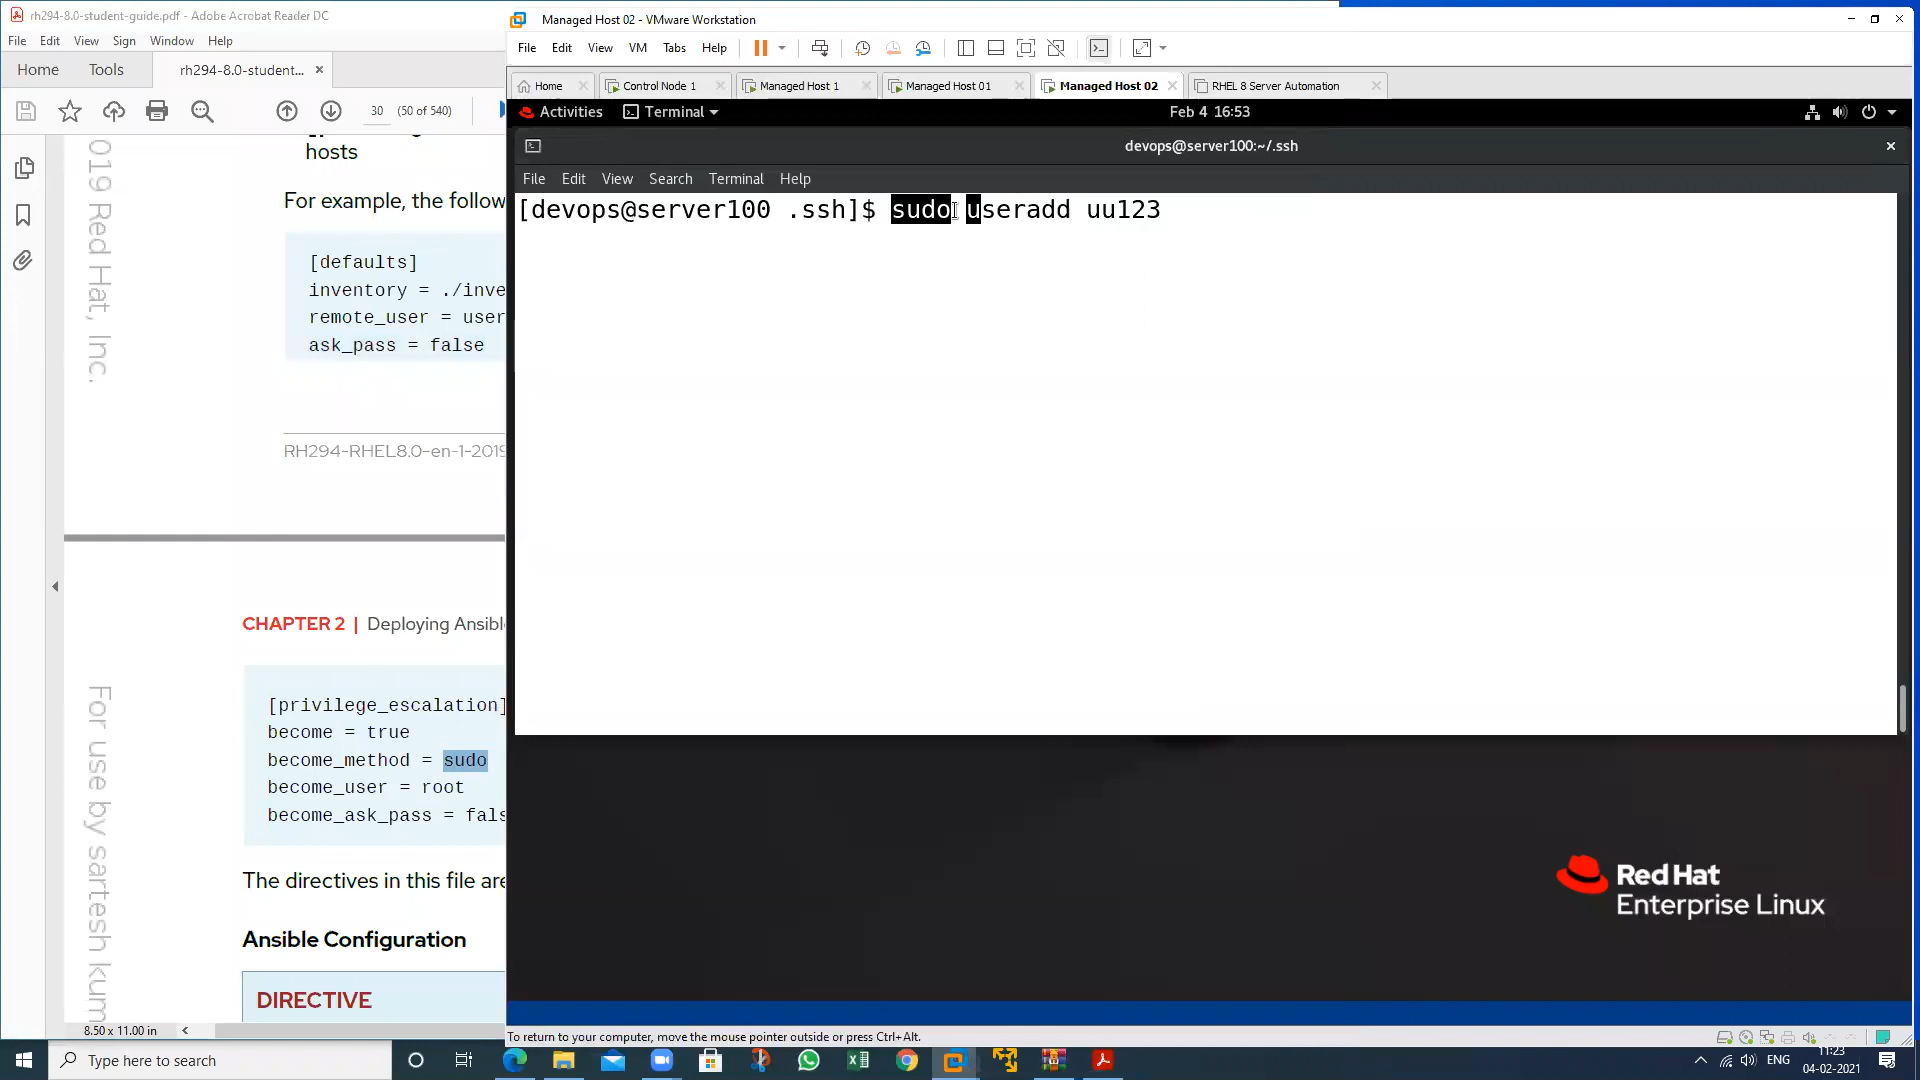 rh294-8.0-student-guide.pdf - Adobe Acrobat Reader DC
File Edit View Sign Window Help
Home Tools rh294-8.0-student... ×
30 (50 of 540)
hosts
For example, the follow
[defaults]
inventory = ./inve
remote_user = user
ask_pass = false
RH294-RHEL8.0-en-1-2019
019 Red Hat, Inc.
CHAPTER 2 | Deploying Ansibl
[privilege_escalation]
become = true
become_method = sudo
become_user = root
become_ask_pass = fals
The directives in this file are
Ansible Configuration
DIRECTIVE
For use by sartesh kum
8.50 x 11.00 in
Managed Host 02 - VMware Workstation
File Edit View VM Tabs Help
Home Control Node 1 Managed Host 1 Managed Host 01 Managed Host 02 RHEL 8 Server Automation
Activities Terminal Feb 4 16:53
devops@server100:~/.ssh
File Edit View Search Terminal Help
[devops@server100 .ssh]$ sudo useradd uu123
Red Hat
Enterprise Linux
To return to your computer, move the mouse pointer outside or press Ctrl+Alt.
Type here to search
ENG
11:23
04-02-2021